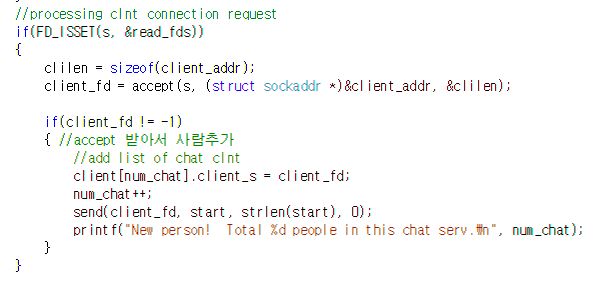 //processing clnt connection request
if(FD_ISSET(s, &read_fds))
{
    clilen = sizeof(client_addr);
    client_fd = accept(s, (struct sockaddr *)&client_addr, &clilen);

    if(client_fd != -1)
    { //accept 받아서 사람추가
        //add list of chat clnt
        client[num_chat].client_s = client_fd;
        num_chat++;
        send(client_fd, start, strlen(start), 0);
        printf("New person!  Total %d people in this chat serv.₩n", num_chat);
    }
}